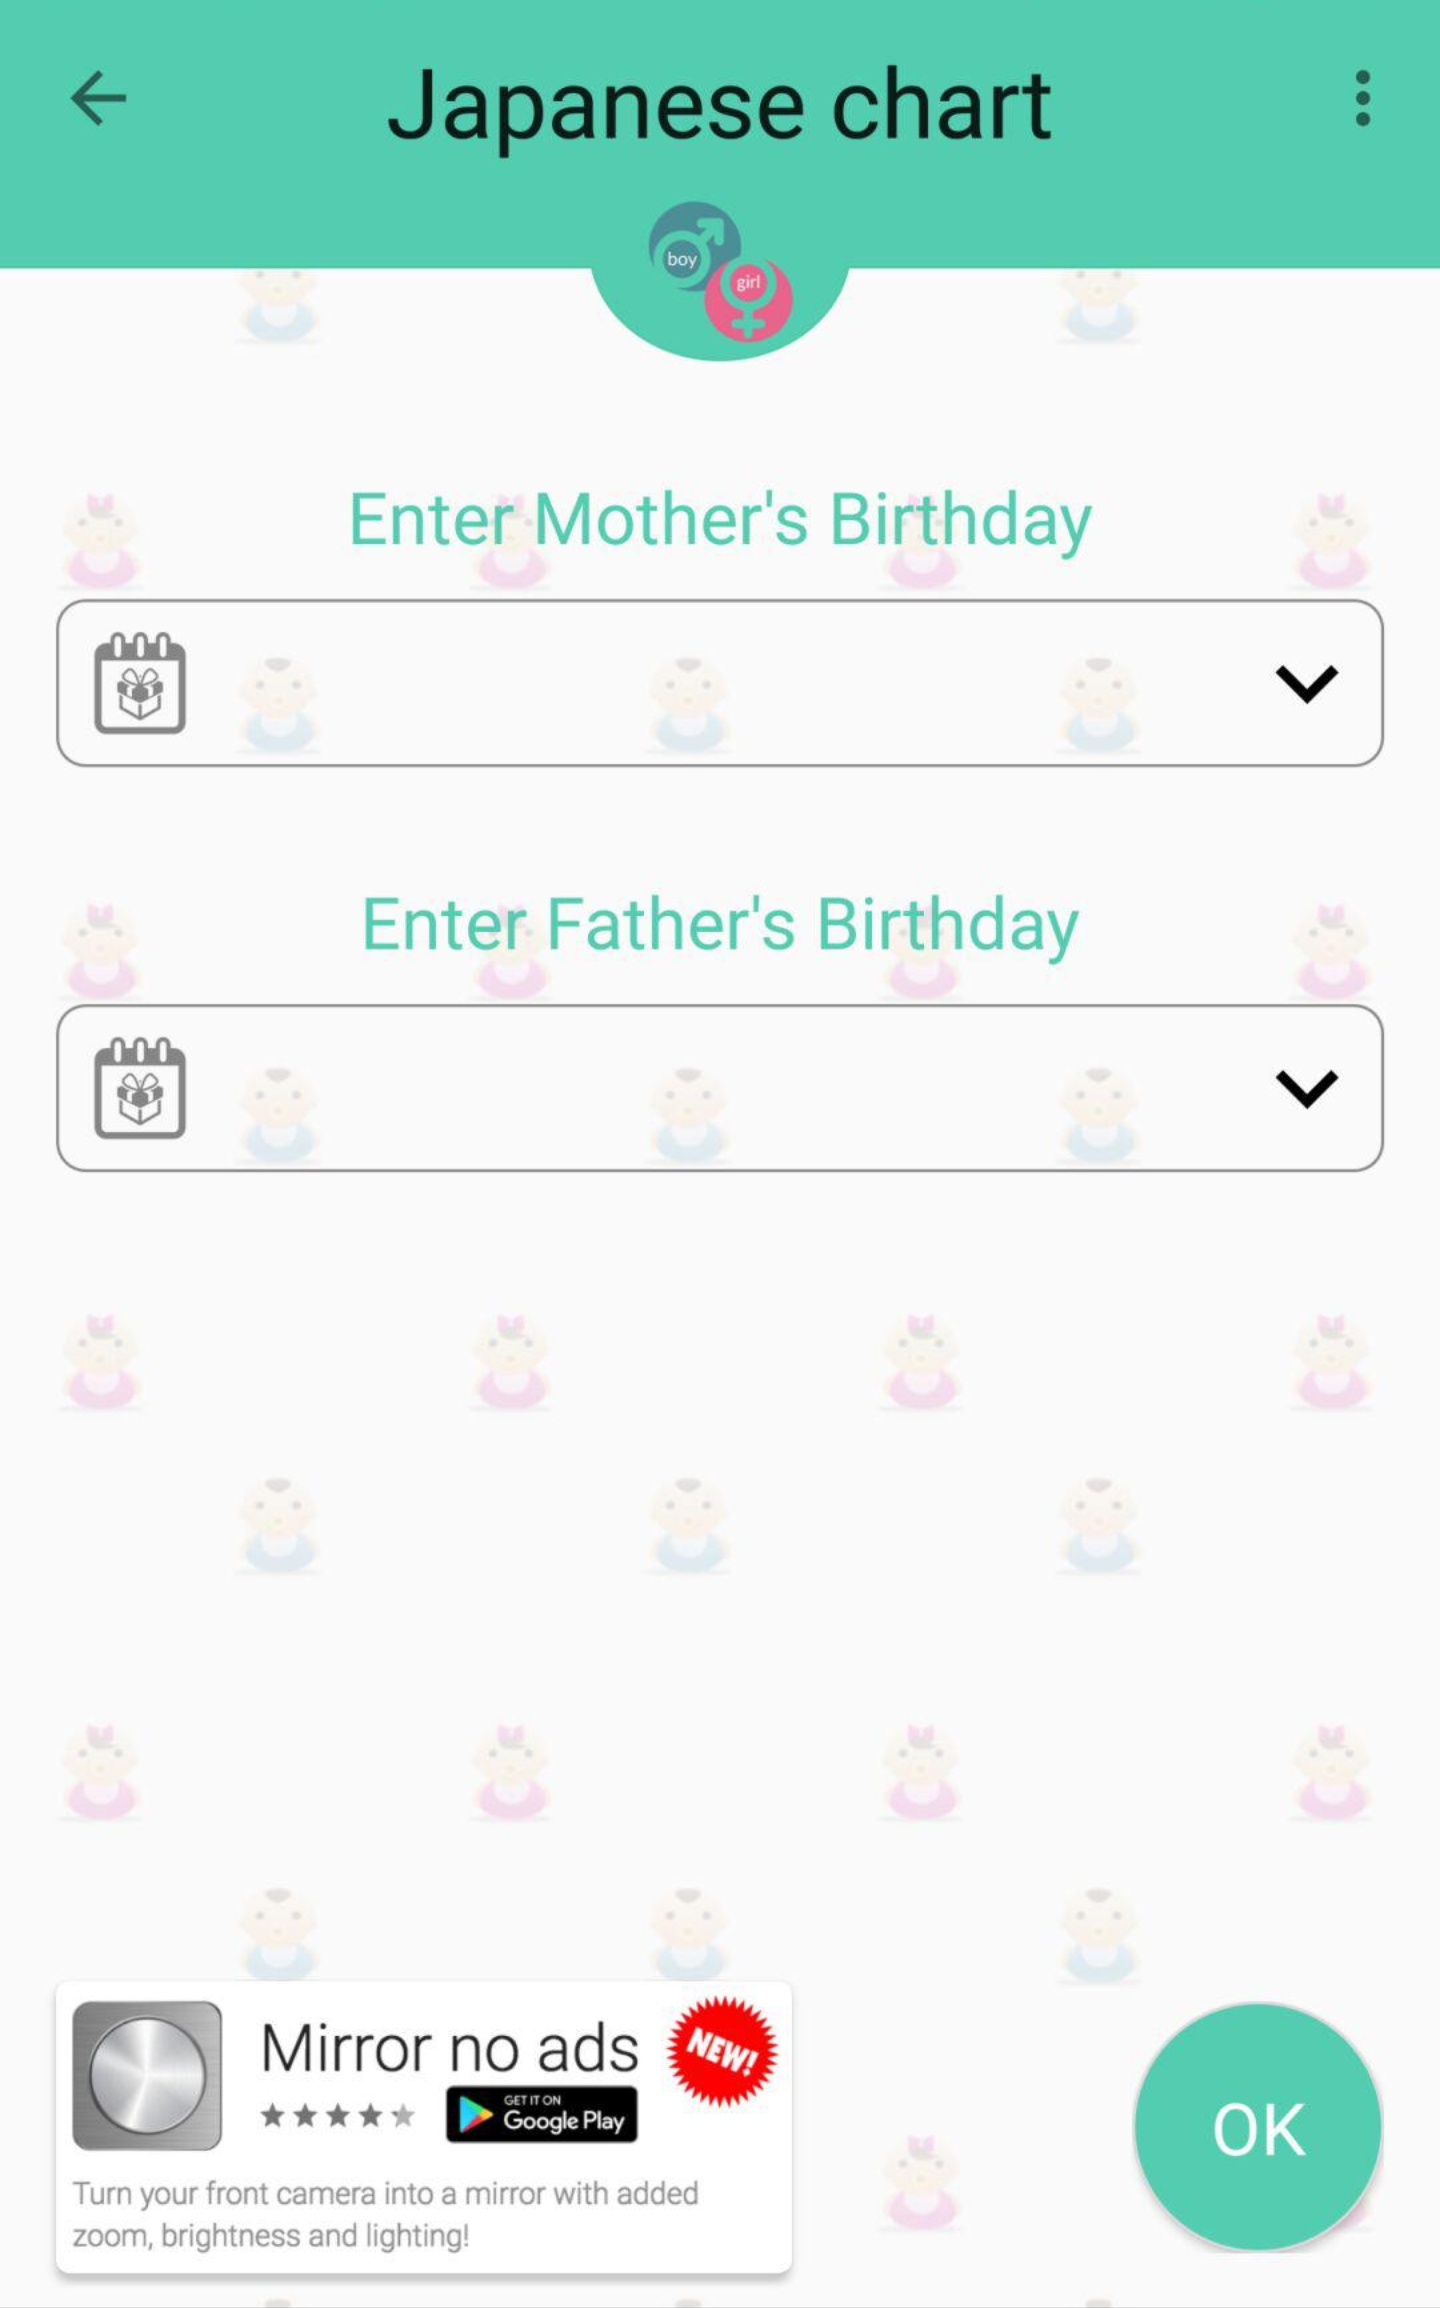 Japanese chart
boy
girl
Enter Mother's Birthday
Enter Father's Birthday
Mirror no ads
NEW!
GET IT ON
Google Play
Turn your front camera into a mirror with added
zoom, brightness and lighting!
OK